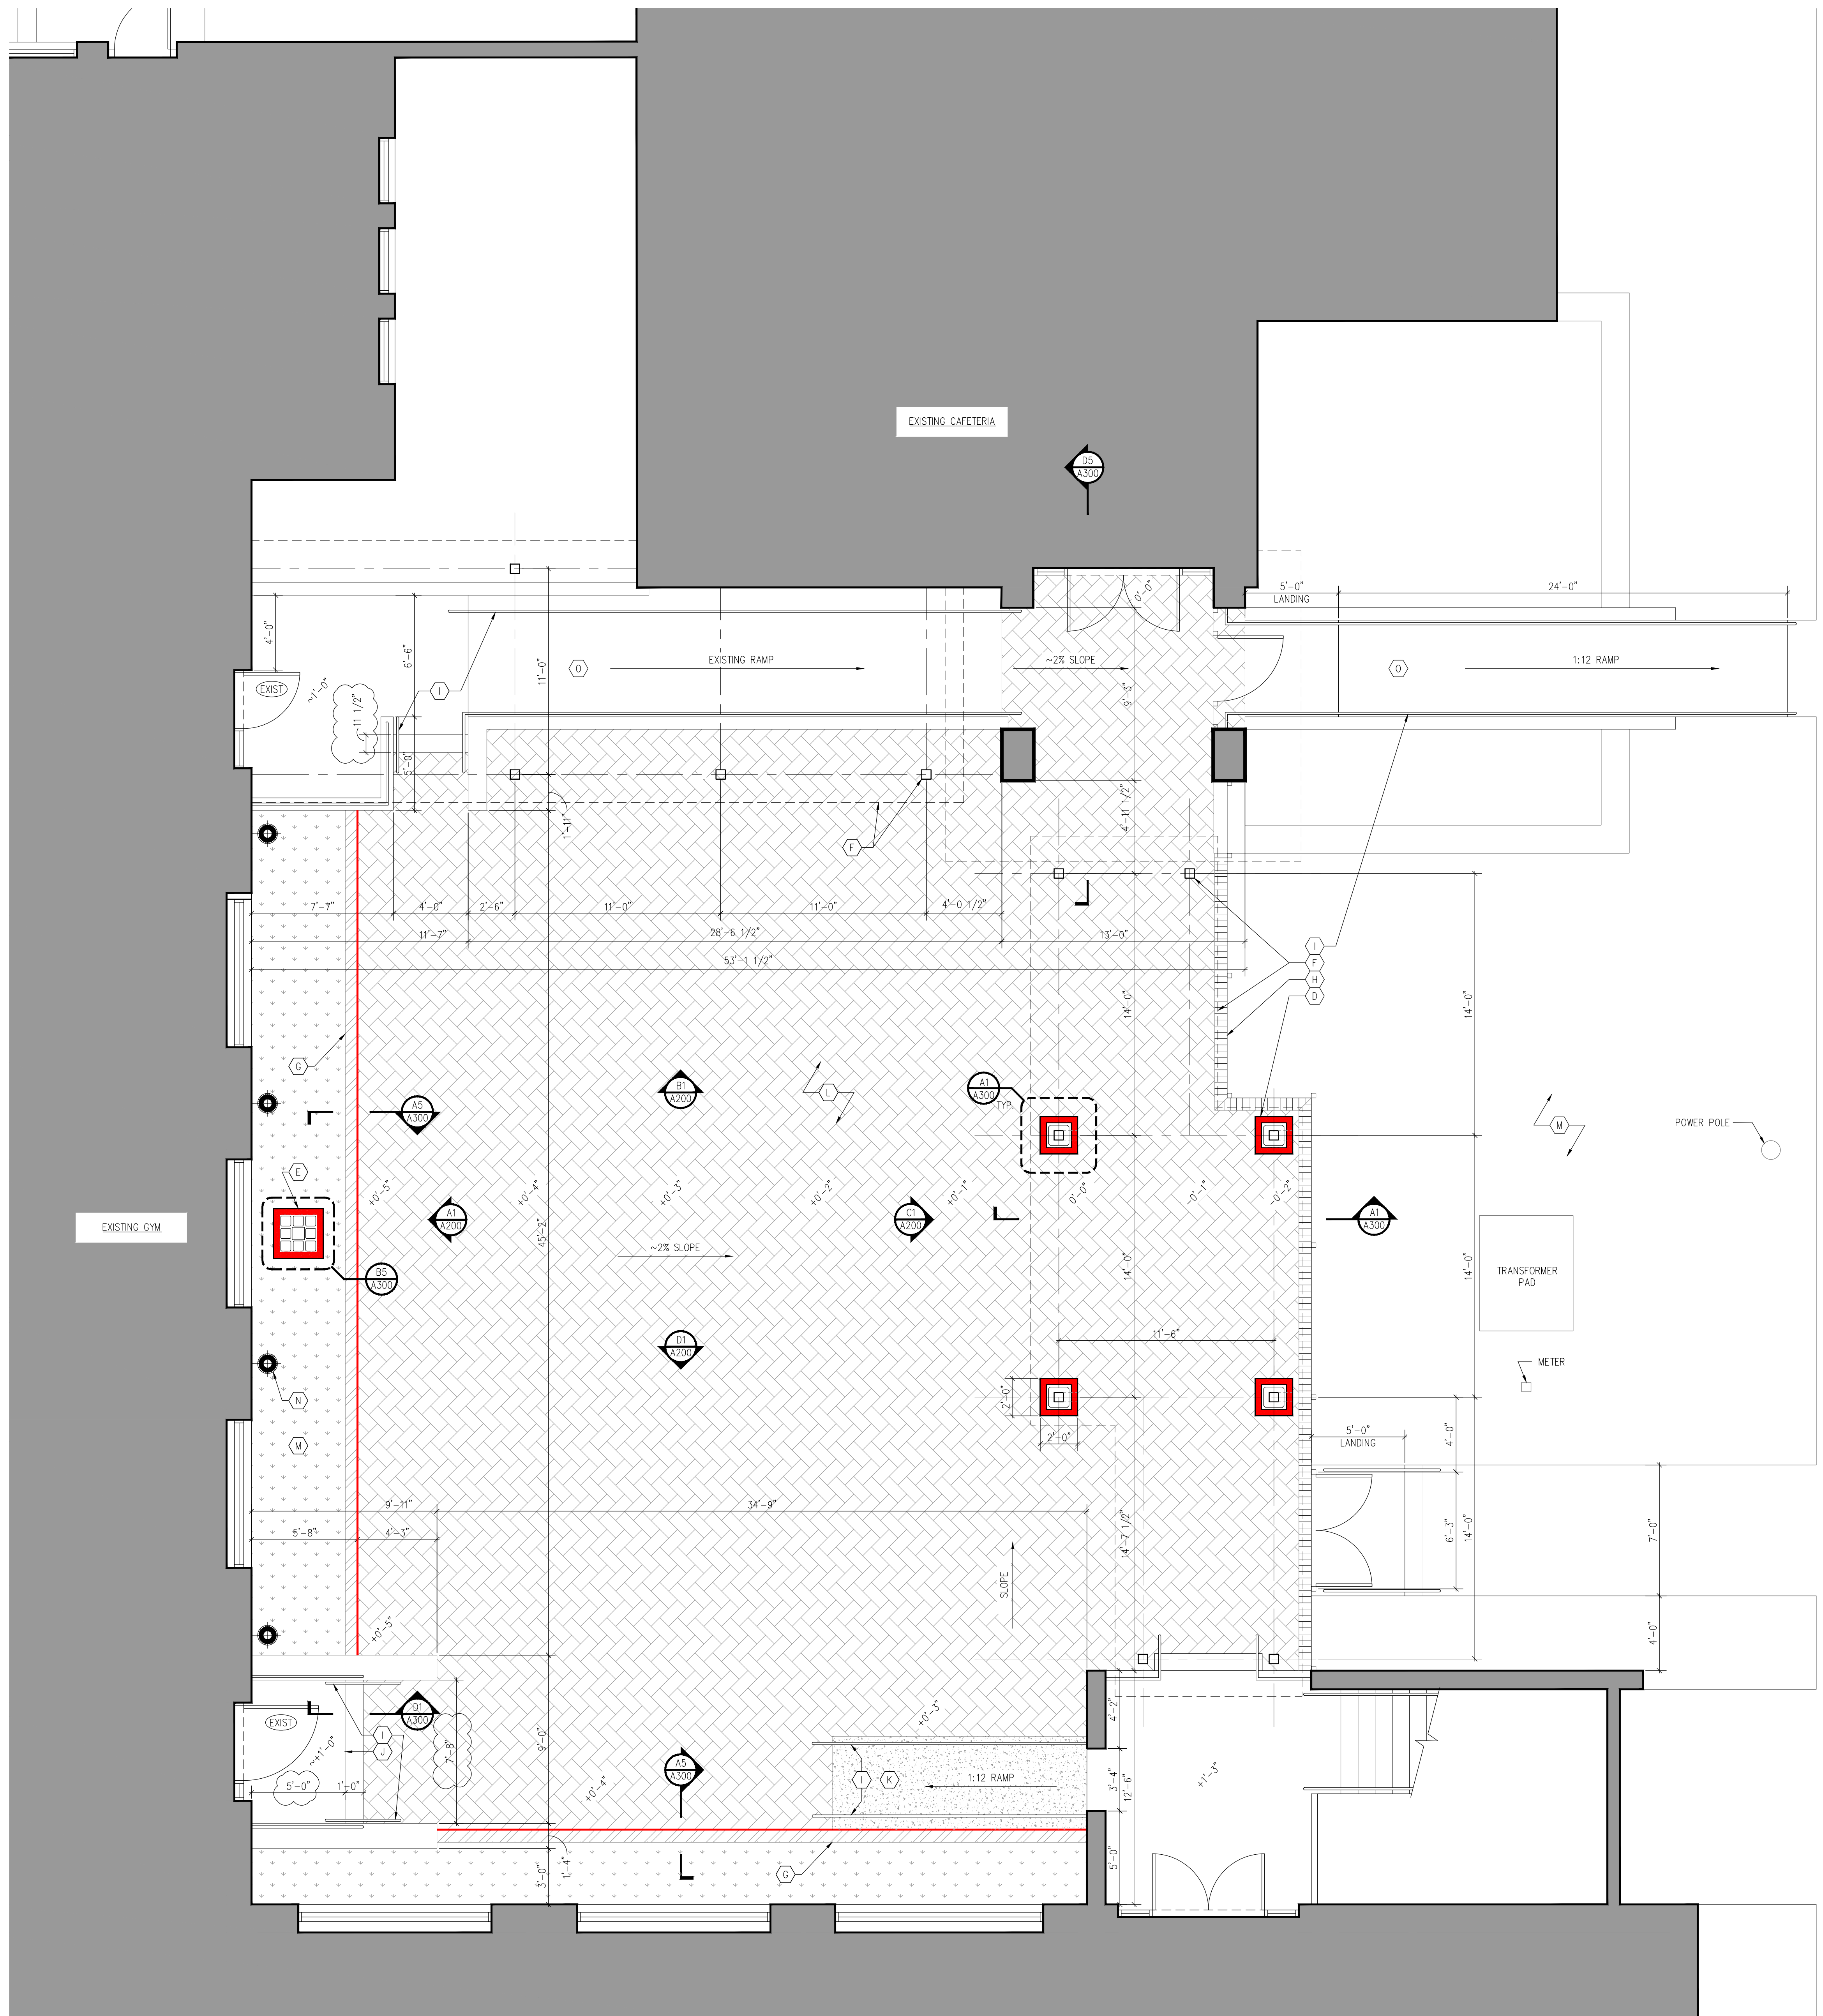 EXISTING CAFETERIA
D5
A300
0'-0"
5'-0"
LANDING
24'-0"
4'-0"
6'-6"
11'-0"
EXIST
~1'-0"
11 1/2"
5'-0"
I
O
EXISTING RAMP
~2% SLOPE
9'-3"
O
1:12 RAMP
1'-11"
F
4'-11 1/2"
7'-7"
4'-0"
2'-6"
11'-0"
11'-0"
4'-0 1/2"
11'-7"
28'-6 1/2"
13'-0"
53'-1 1/2"
I
F
H
D
14'-0"
14'-0"
G
A5
A300
B1
A200
L
A1
A300
TYP.
M
POWER POLE
E
+0'-5"
+0'-4"
+0'-3"
+0'-2"
+0'-1"
0'-0"
-0'-1"
-0'-2"
EXISTING GYM
A1
A200
45'-2"
C1
A200
A1
A300
~2% SLOPE
B5
A300
14'-0"
14'-0"
TRANSFORMER
PAD
D1
A200
11'-6"
METER
N
2'-0"
2'-0"
M
5'-0"
LANDING
4'-0"
9'-11"
34'-9"
5'-8"
4'-3"
14'-7 1/2"
6'-3"
14'-0"
7'-0"
SLOPE
+0'-5"
4'-0"
D1
A300
+0'-3"
4'-2"
EXIST
~+1'-0"
I
J
7'-8"
9'-0"
5'-0"
1'-0"
+0'-4"
A5
A300
I
K
1:12 RAMP
3'-4"
12'-6"
+1'-3"
G
1'-4"
3'-0"
5'-0"